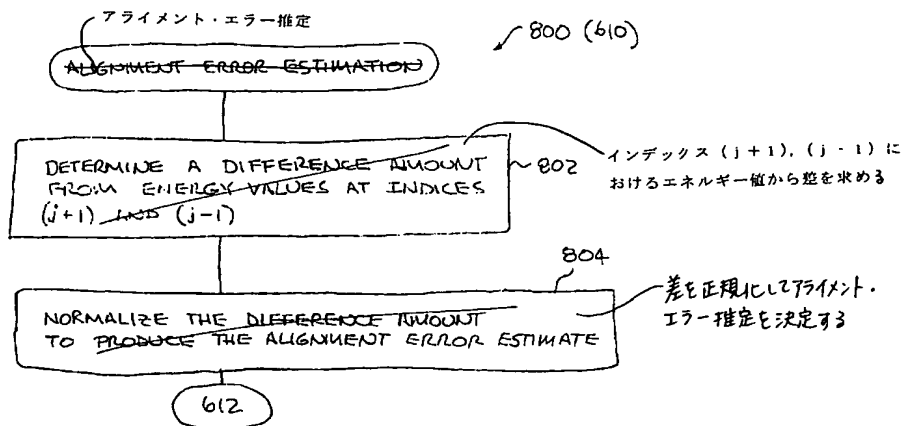 アライメント・エラー推定
800 (610)
ALIGNMENT ERROR ESTIMATION
DETERMINE A DIFFERENCE AMOUNT
FROM ENERGY VALUES AT INDICES
(j+1) AND (j-1)
802
インデックス (j+1), (j-1) に
おけるエネルギー値から差を求める
804
NORMALIZE THE DIFFERENCE AMOUNT
TO PRODUCE THE ALIGNMENT ERROR ESTIMATE
差を正規化してアライメント・
エラー推定を決定する
612